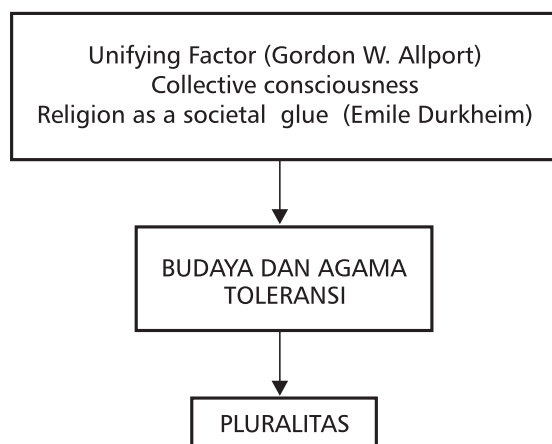 Unifying Factor (Gordon W. Allport)
Collective consciousness
Religion as a societal glue (Emile Durkheim)
BUDAYA DAN AGAMA
TOLERANSI
PLURALITAS